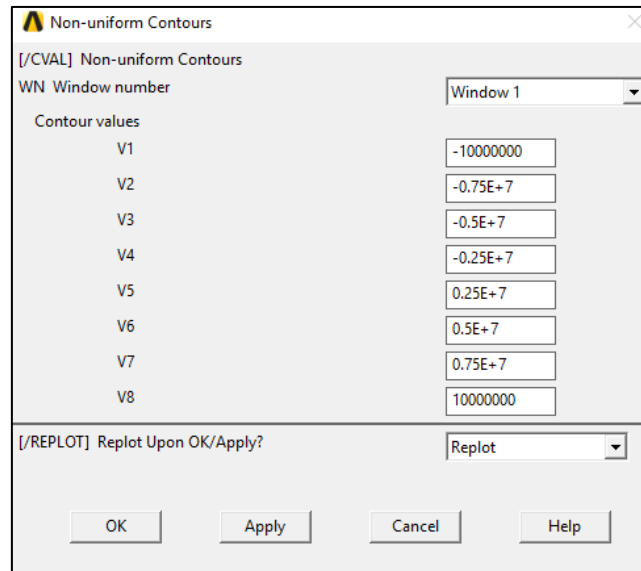 Non-uniform Contours
[/CVAL] Non-uniform Contours
WN Window number Window 1
Contour values
V1 -10000000
V2 -0.75E+7
V3 -0.5E+7
V4 -0.25E+7
V5 0.25E+7
V6 0.5E+7
V7 0.75E+7
V8 10000000
[/REPLOT] Replot Upon OK/Apply? Replot
OK Apply Cancel Help